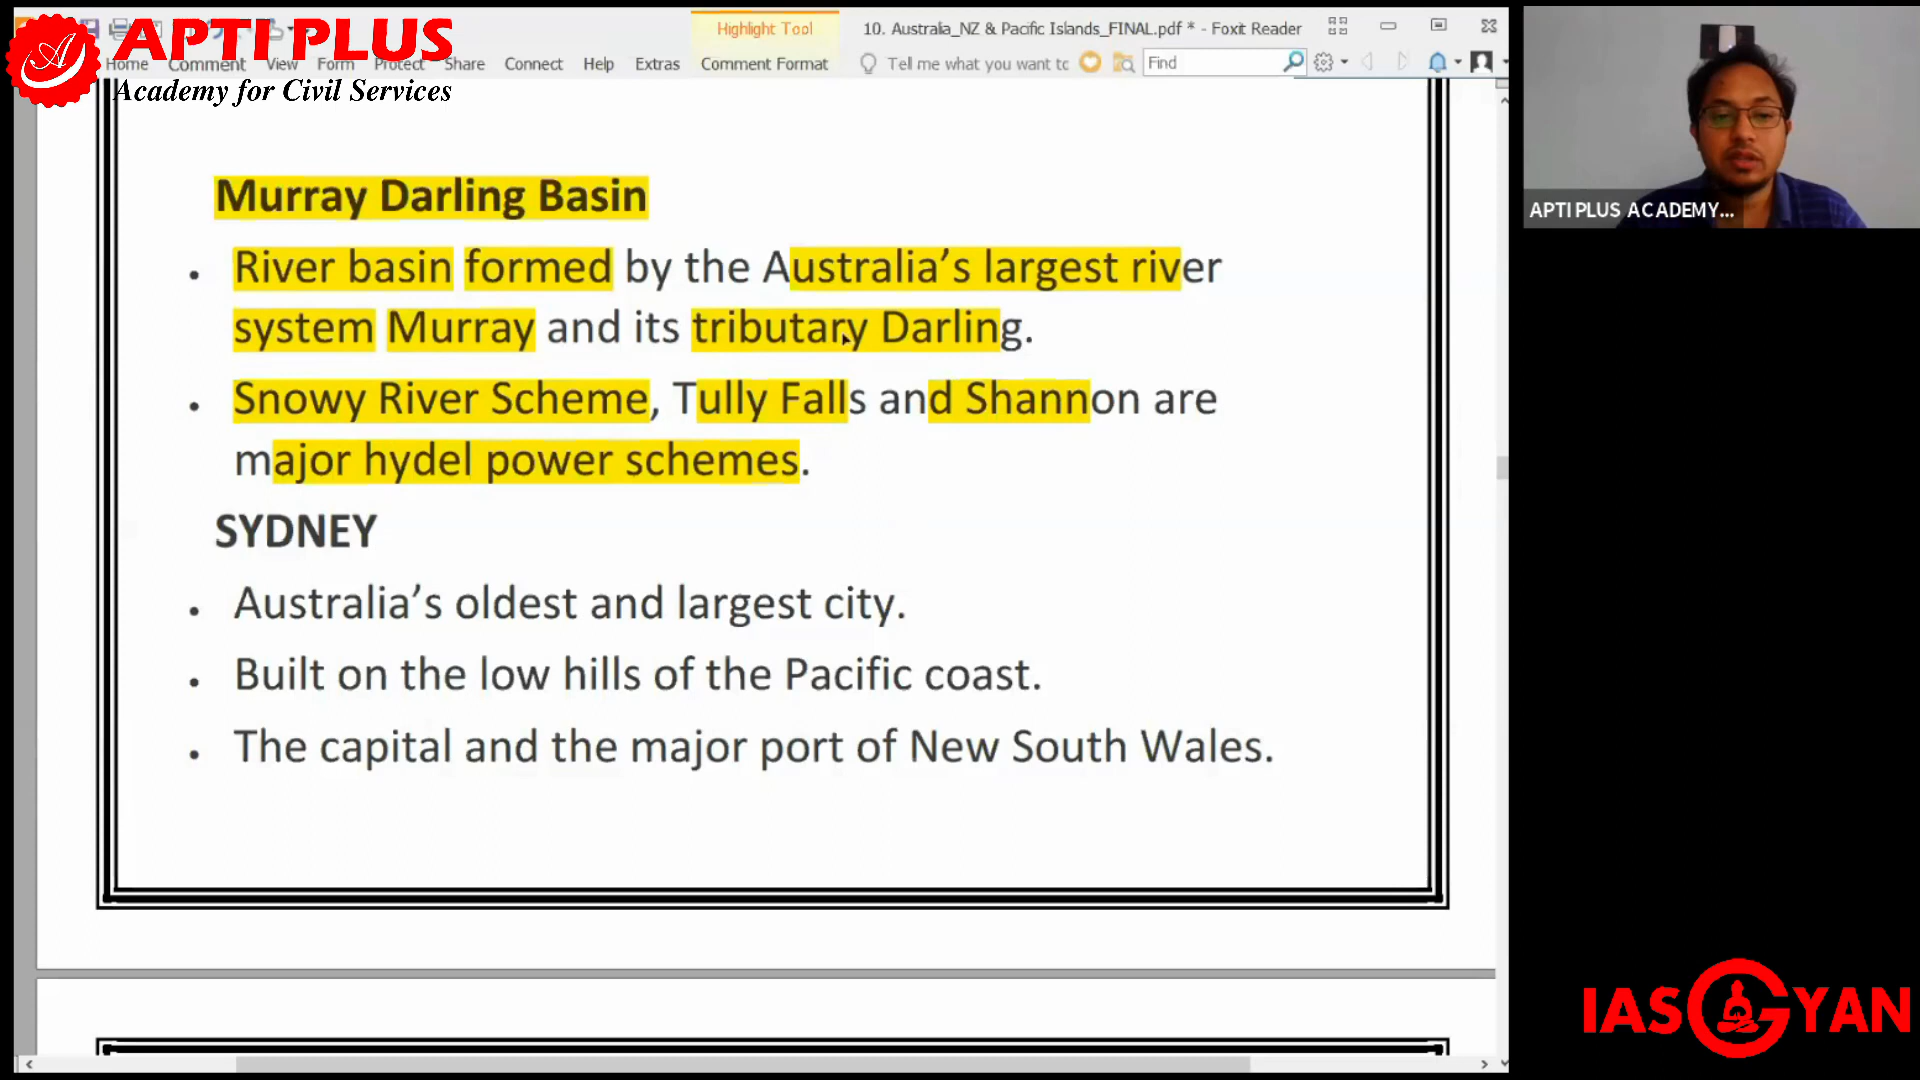 APTI PLUS
Academy for Civil Services
Highlight Tool
10. Australia_NZ & Pacific Islands_FINAL.pdf * - Foxit Reader
Home Comment View Form Protect Share Connect Help Extras Comment Format
Tell me what you want to
Find
Murray Darling Basin
• River basin formed by the Australia’s largest river
system Murray and its tributary Darling.
• Snowy River Scheme, Tully Falls and Shannon are
major hydel power schemes.
SYDNEY
• Australia’s oldest and largest city.
• Built on the low hills of the Pacific coast.
• The capital and the major port of New South Wales.
APTI PLUS ACADEMY...
IAS GYAN